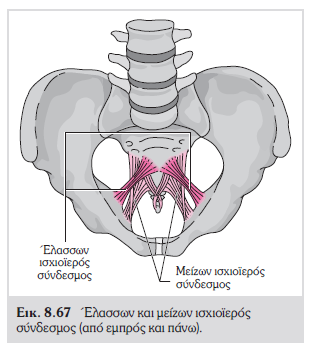 Έλασσων
ισχιοϊερός
σύνδεσμος
Μείζων ισχιοϊερός
σύνδεσμος
Εικ. 8.67 Έλασσων και μείζων ισχιοϊερός
σύνδεσμος (από εμπρός και πάνω).